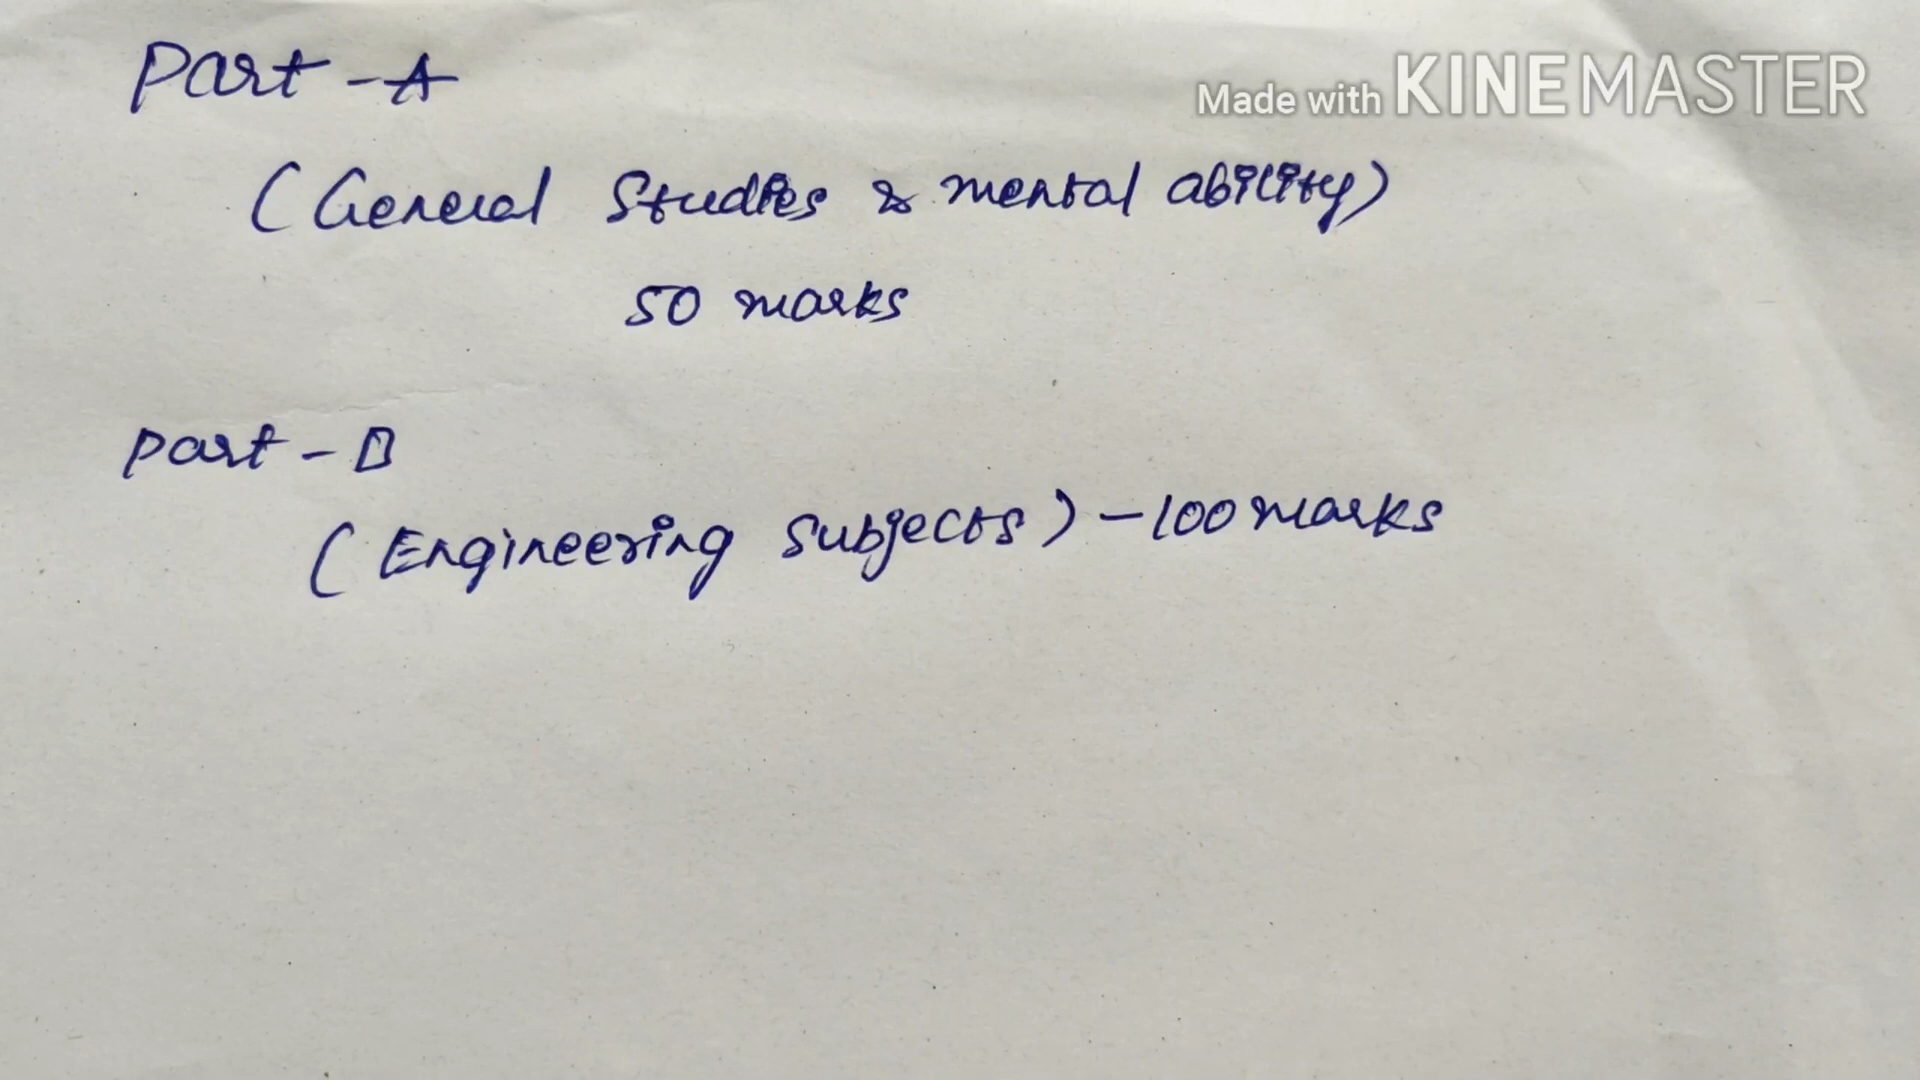 Part - A
Made with KINEMASTER
(General Studies & mental ability)
50 marks
part - B
(Engineering Subjects) - 100 marks